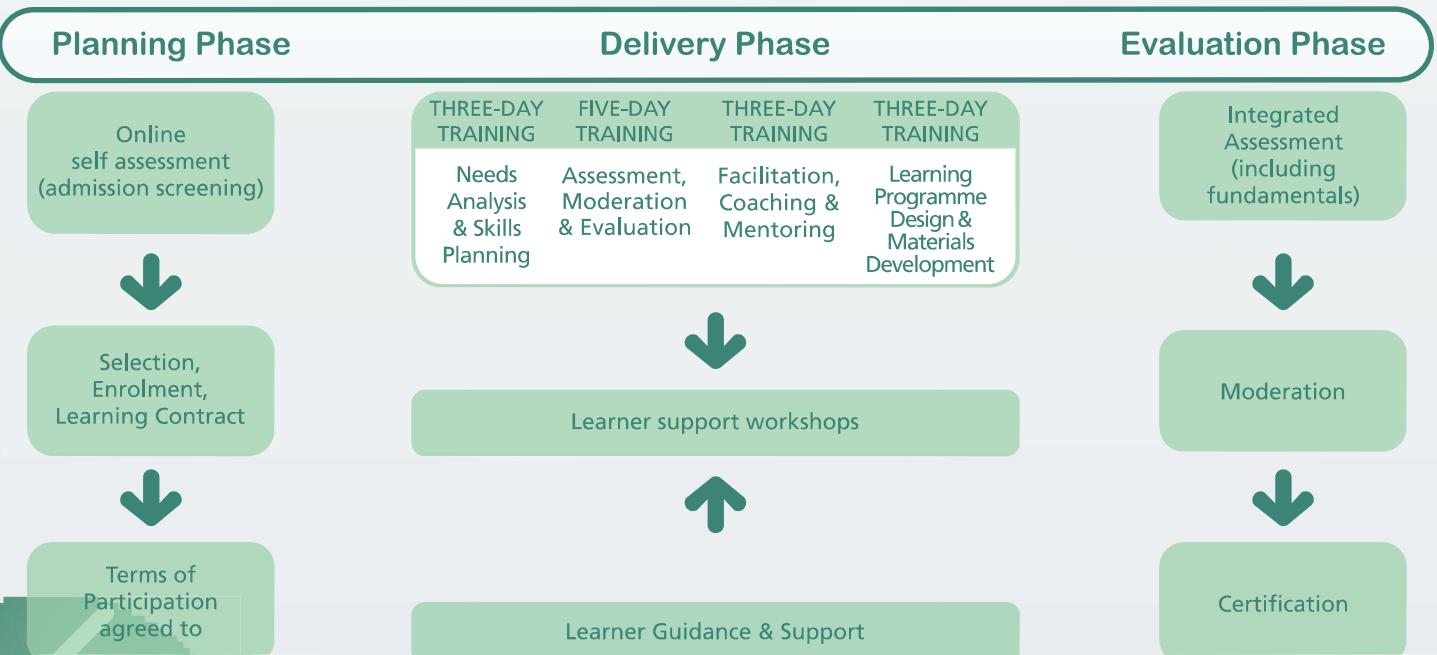 Planning Phase
Delivery Phase
Evaluation Phase
Online
self assessment
(admission screening)
Selection,
Enrolment,
Learning Contract
Terms of
Participation
agreed to
THREE-DAY
TRAINING
Needs
Analysis
& Skills
Planning
FIVE-DAY
TRAINING
Assessment,
Moderation
& Evaluation
THREE-DAY
TRAINING
Facilitation,
Coaching &
Mentoring
THREE-DAY
TRAINING
Learning
Programme
Design &
Materials
Development
Learner support workshops
Learner Guidance & Support
Integrated
Assessment
(including
fundamentals)
Moderation
Certification